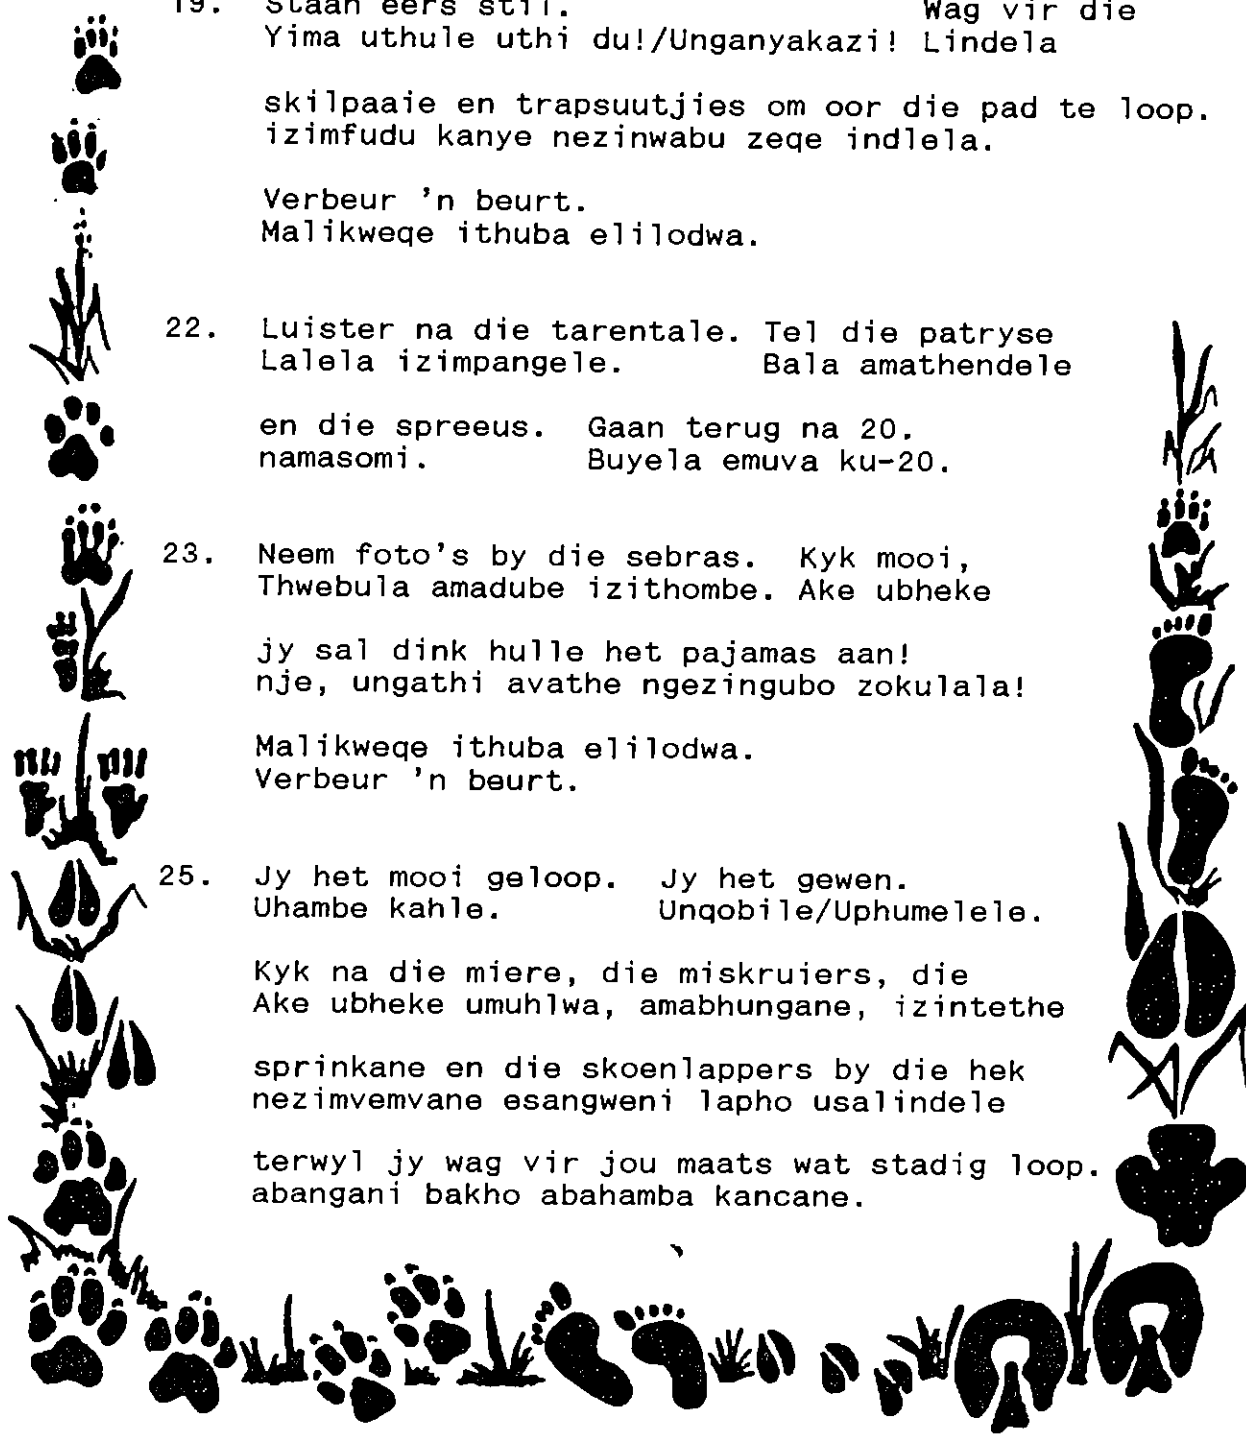 19. Staan eers stil. Wag vir die
Yima uthule uthi du!/Unganyakazi! Lindela
skilpaaie en trapsuutjies om oor die pad te loop.
izimfudu kanye nezinwabu zeqe indlela.
Verbeur 'n beurt.
Malikweqe ithuba elilodwa.
22. Luister na die tarentale. Tel die patryse
Lalela izimpangele. Bala amathendele
en die spreeus. Gaan terug na 20.
namasomi. Buyela emuva ku-20.
23. Neem foto's by die sebras. Kyk mooi,
Thwebula amadube izithombe. Ake ubheke
jy sal dink hulle het pajamas aan!
nje, ungathi avathe ngezingubo zokulala!
Malikweqe ithuba elilodwa.
Verbeur 'n beurt.
25. Jy het mooi geloop. Jy het gewen.
Uhambe kahle. Unqobile/Uphumelele.
Kyk na die miere, die miskruiers, die
Ake ubheke umuhlwa, amabhungane, izintethe
sprinkane en die skoenlappers by die hek
nezimvemvane esangweni lapho usalindele
terwyl jy wag vir jou maats wat stadig loop.
abangani bakho abahamba kancane.